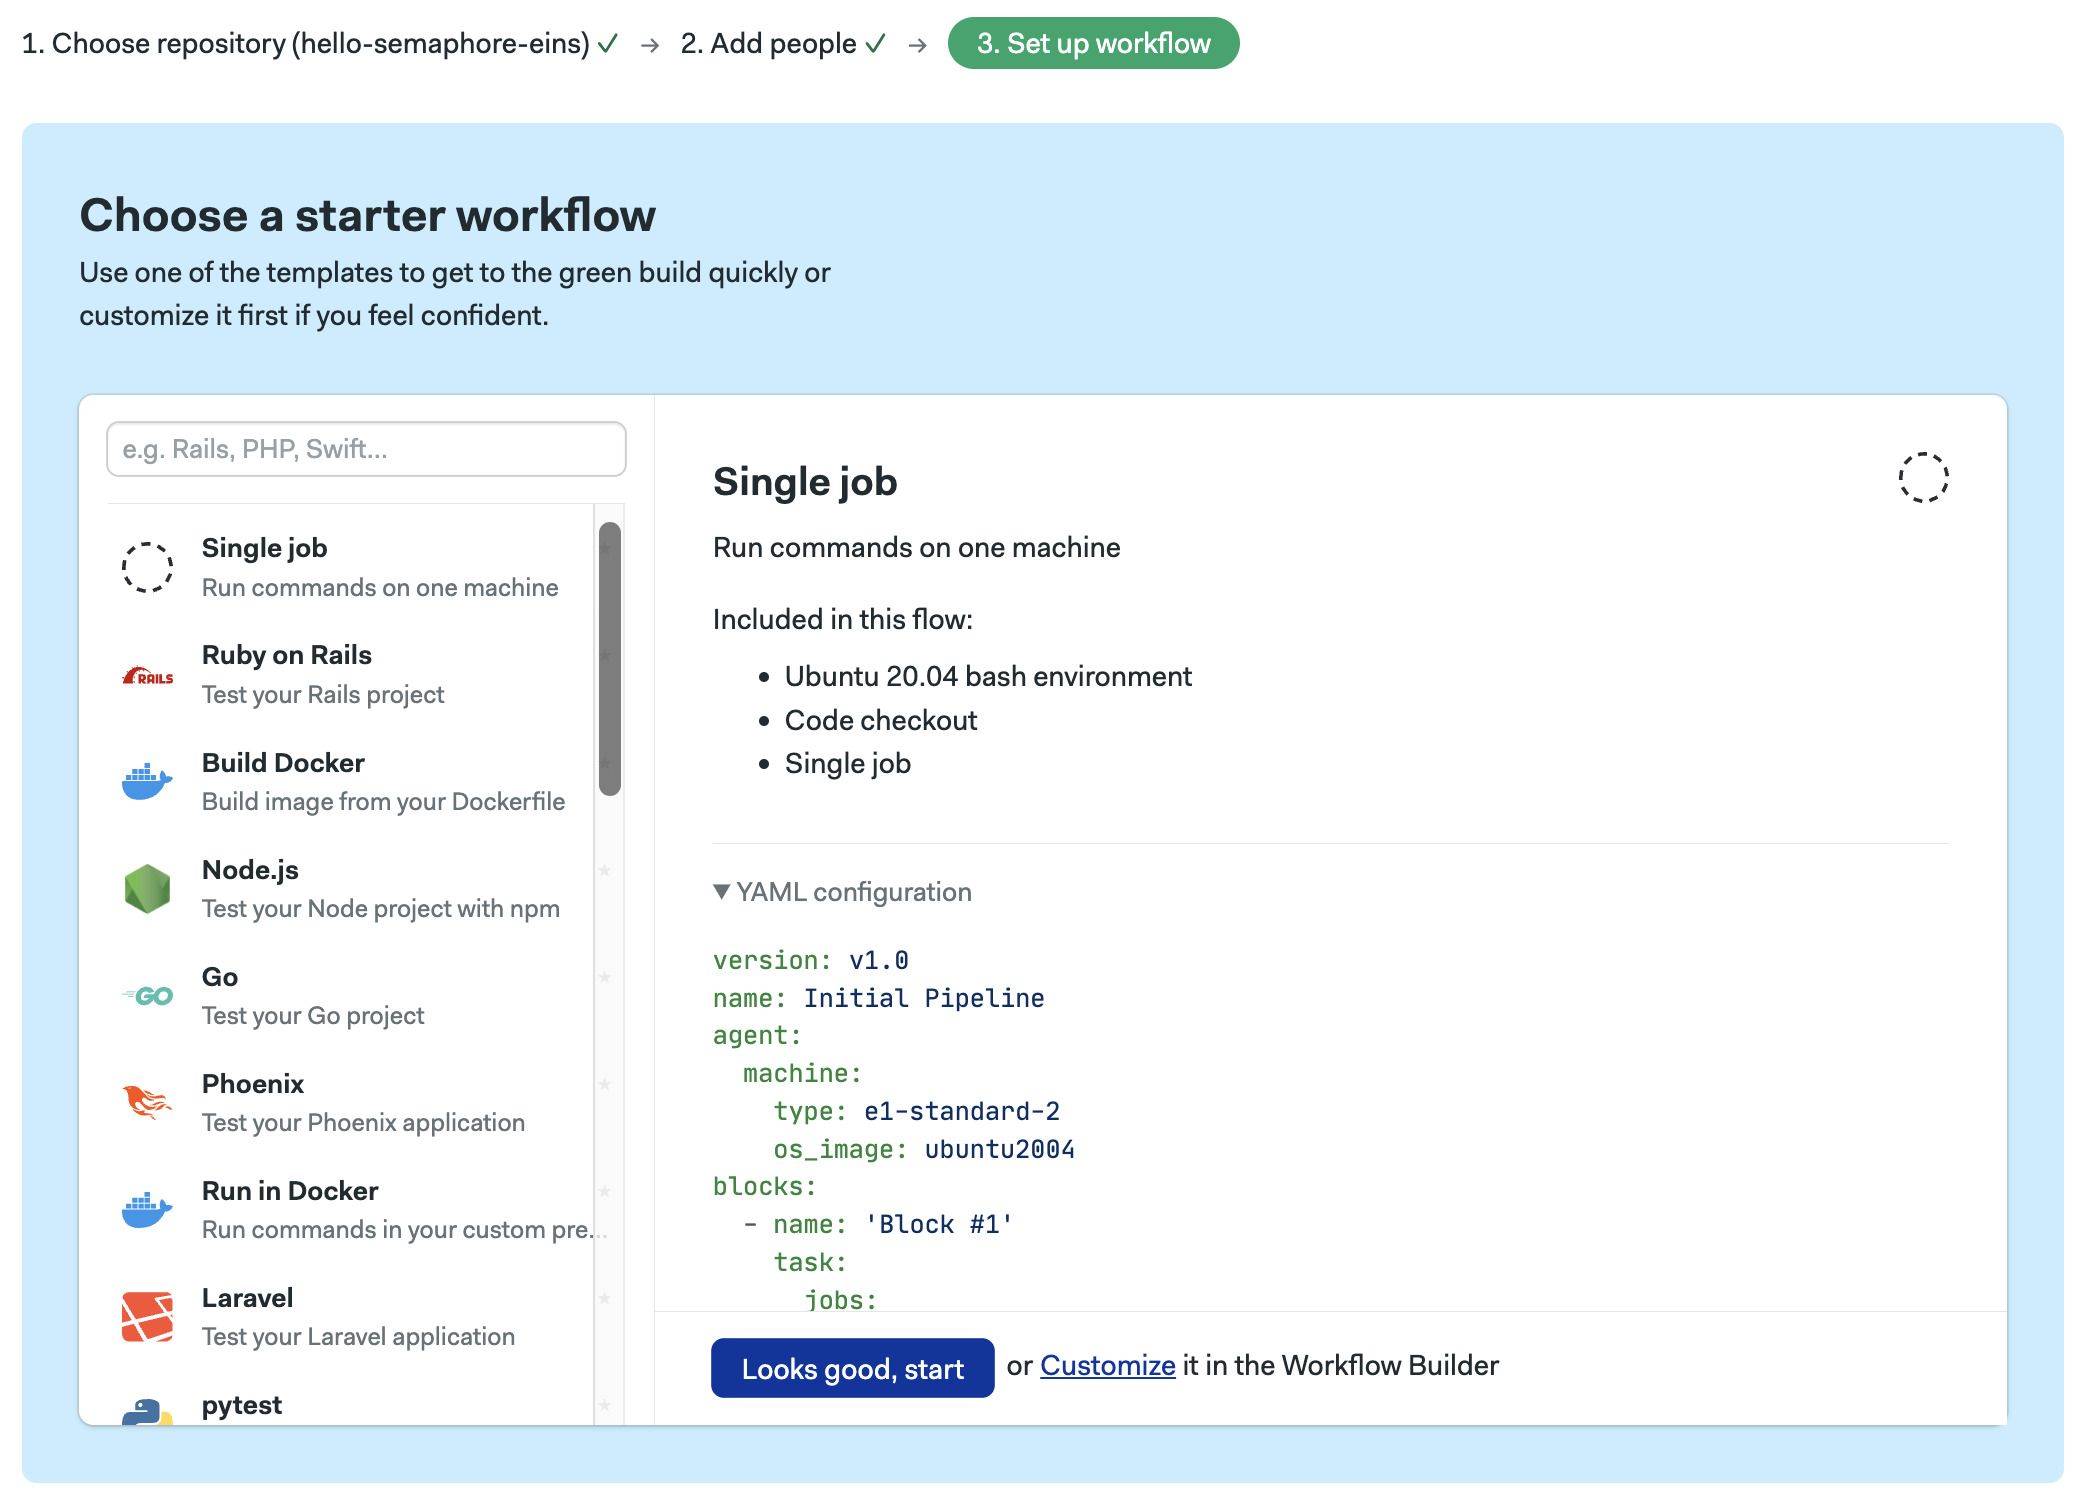 1. Choose repository (hello-semaphore-eins) ✓ → 2. Add people ✓ → 3. Set up workflow
Choose a starter workflow
Use one of the templates to get to the green build quickly or
customize it first if you feel confident.
e.g. Rails, PHP, Swift...
Single job
Run commands on one machine
RAILS
Ruby on Rails
Test your Rails project
Build Docker
Build image from your Dockerfile
Node.js
Test your Node project with npm
GO
Go
Test your Go project
Phoenix
Test your Phoenix application
Run in Docker
Run commands in your custom pre...
Laravel
Test your Laravel application
pytest
Single job
Run commands on one machine
Included in this flow:
• Ubuntu 20.04 bash environment
• Code checkout
• Single job
▼ YAML configuration
version: v1.0
name: Initial Pipeline
agent:
  machine:
    type: e1-standard-2
    os_image: ubuntu2004
blocks:
  - name: 'Block #1'
    task:
      jobs:
Looks good, start or Customize it in the Workflow Builder